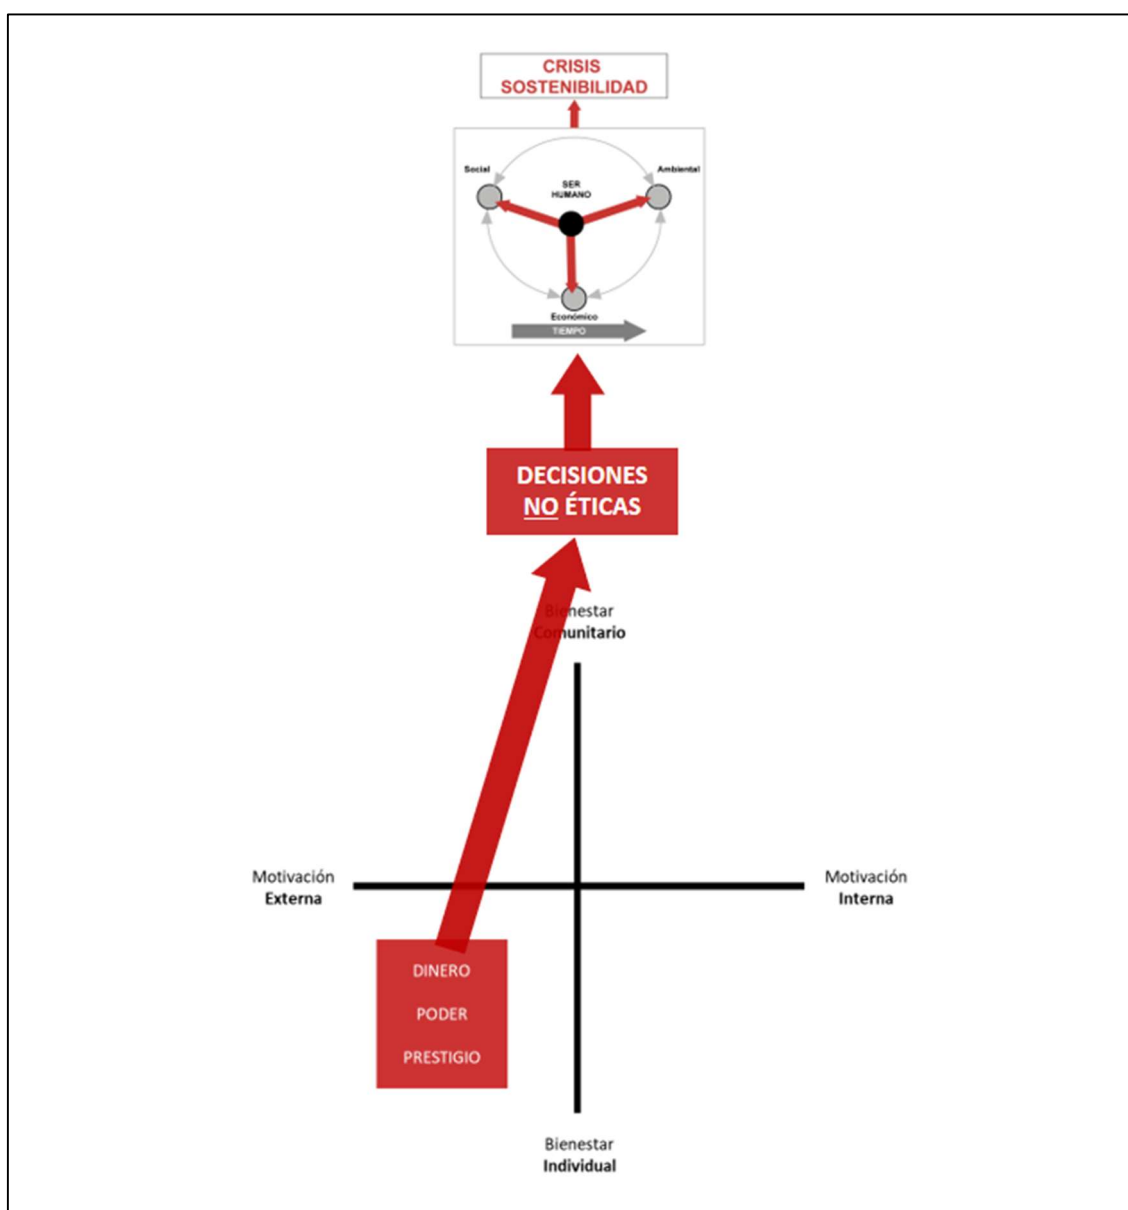 CRISIS
SOSTENIBILIDAD
Social
Ambiental
SER
HUMANO
Económico
TIEMPO
DECISIONES
NO ÉTICAS
Bienestar
Comunitario
Motivación
Externa
Motivación
Interna
DINERO
PODER
PRESTIGIO
Bienestar
Individual